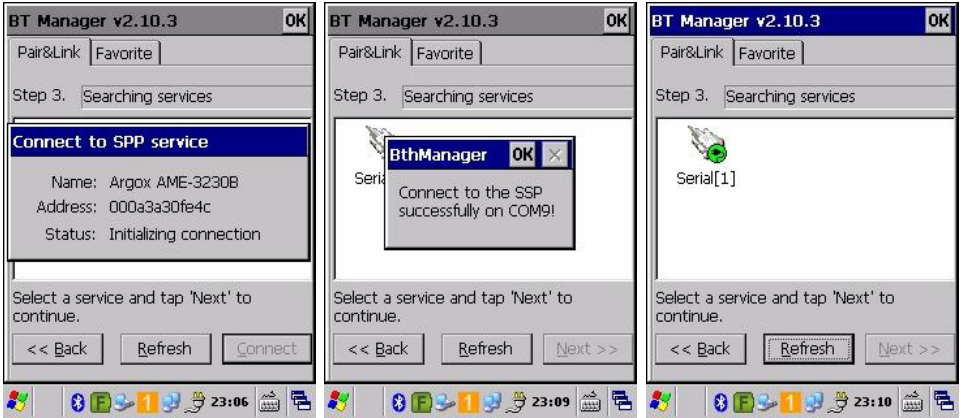 BT Manager v2.10.3 OK
Pair&Link Favorite
Step 3. Searching services
Connect to SPP service
Name: Argox AME-3230B
Address: 000a3a30fe4c
Status: Initializing connection
Select a service and tap 'Next' to
continue.
<< Back Refresh Connect
F 1 23:06
BT Manager v2.10.3 OK
Pair&Link Favorite
Step 3. Searching services
Seria
BthManager OK
Connect to the SSP
successfully on COM9!
Select a service and tap 'Next' to
continue.
<< Back Refresh Next >>
F 1 23:09
BT Manager v2.10.3 OK
Pair&Link Favorite
Step 3. Searching services
Serial[1]
Select a service and tap 'Next' to
continue.
<< Back Refresh Next >>
F 1 23:10